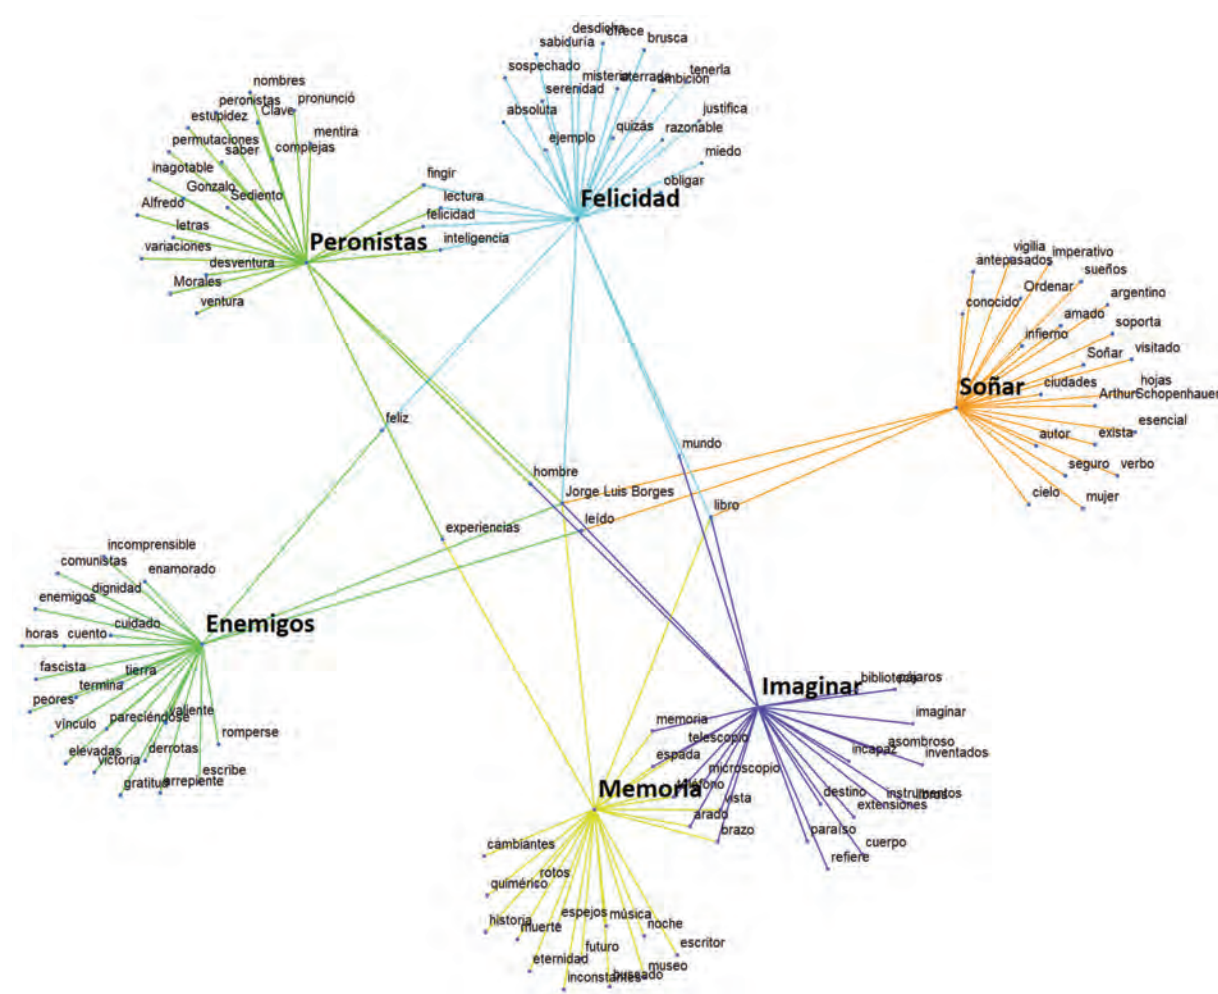 nombres
peronistas
pronunció
Clave
estupidez
mentira
permutaciones
saber
complejas
inagotable
Gonzalo
Sediento
Alfredo
letras
Peronistas
variaciones
desventura
Morales
ventura
desdicha
ofrece
sabiduría
brusca
sospechado
misterio
aterrada
ambición
tenerla
serenidad
absoluta
justifica
quizás
razonable
ejemplo
miedo
obligar
Felicidad
fingir
lectura
felicidad
inteligencia
vigilia
antepasados
imperativo
sueños
Ordenar
conocido
argentino
amado
infierno
soporta
Soñar
visitado
Soñar
ciudades
hojas
ArthurSchopenhauer
esencial
autor
exista
seguro
verbo
cielo
mujer
feliz
mundo
hombre
Jorge Luis Borges
libro
leído
experiencias
incomprensible
comunistas
enamorado
dignidad
enemigos
cuidado
Enemigos
horas
cuento
fascista
tierra
termina
peores
valiente
vínculo
pareciéndose
romperse
elevadas
derrotas
victoria
escribe
gratitud
arrepiente
biblioteca
pájaros
Imaginar
imaginar
memoria
telescopio
asombroso
espada
incapaz
inventados
microscopio
teléfono
Memoria
vista
destino
instrumentos
libros
extensiones
arado
brazo
paraíso
cuerpo
refiere
cambiantes
rotos
quimérico
espejos
música
historia
muerte
noche
futuro
escritor
eternidad
museo
inconstantes
buseado